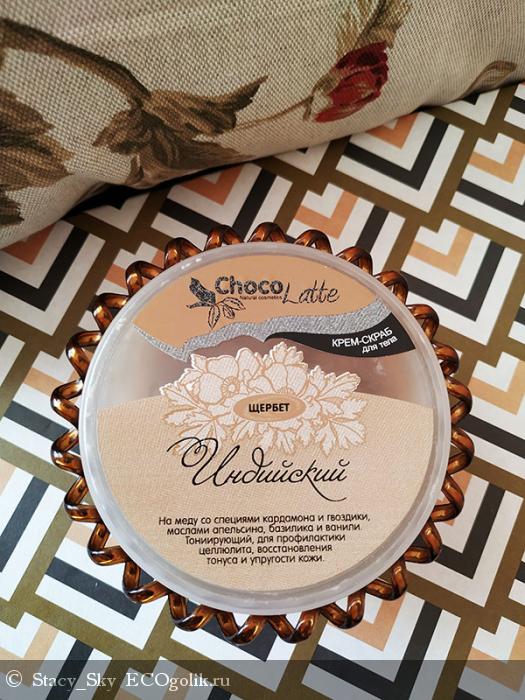 Choco Latte
Natural cosmetics
КРЕМ-СКРАБ
для тела
ЩЕРБЕТ
Индийский
На меду со специями кардамона и гвоздики,
маслами апельсина, базилика и ванили.
Тониирующий, для профилактики
целлюлита, восстановления
тонуса и упругости кожи.
© Stacy_Sky ECOgolik.ru